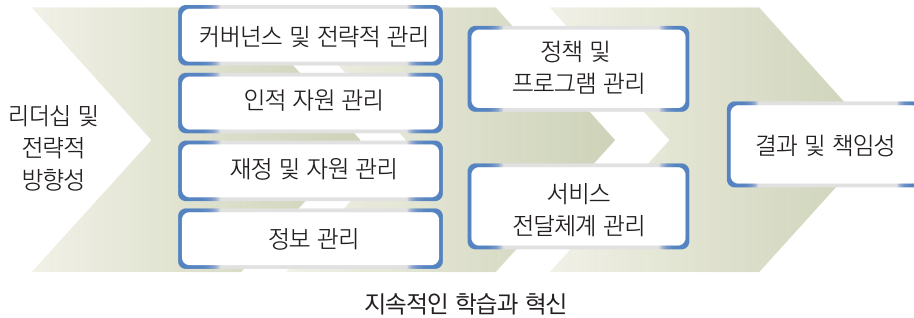 리더십 및
전략적
방향성
커버넌스 및 전략적 관리
인적 자원 관리
재정 및 자원 관리
정보 관리
정책 및
프로그램 관리
서비스
전달체계 관리
결과 및 책임성
지속적인 학습과 혁신